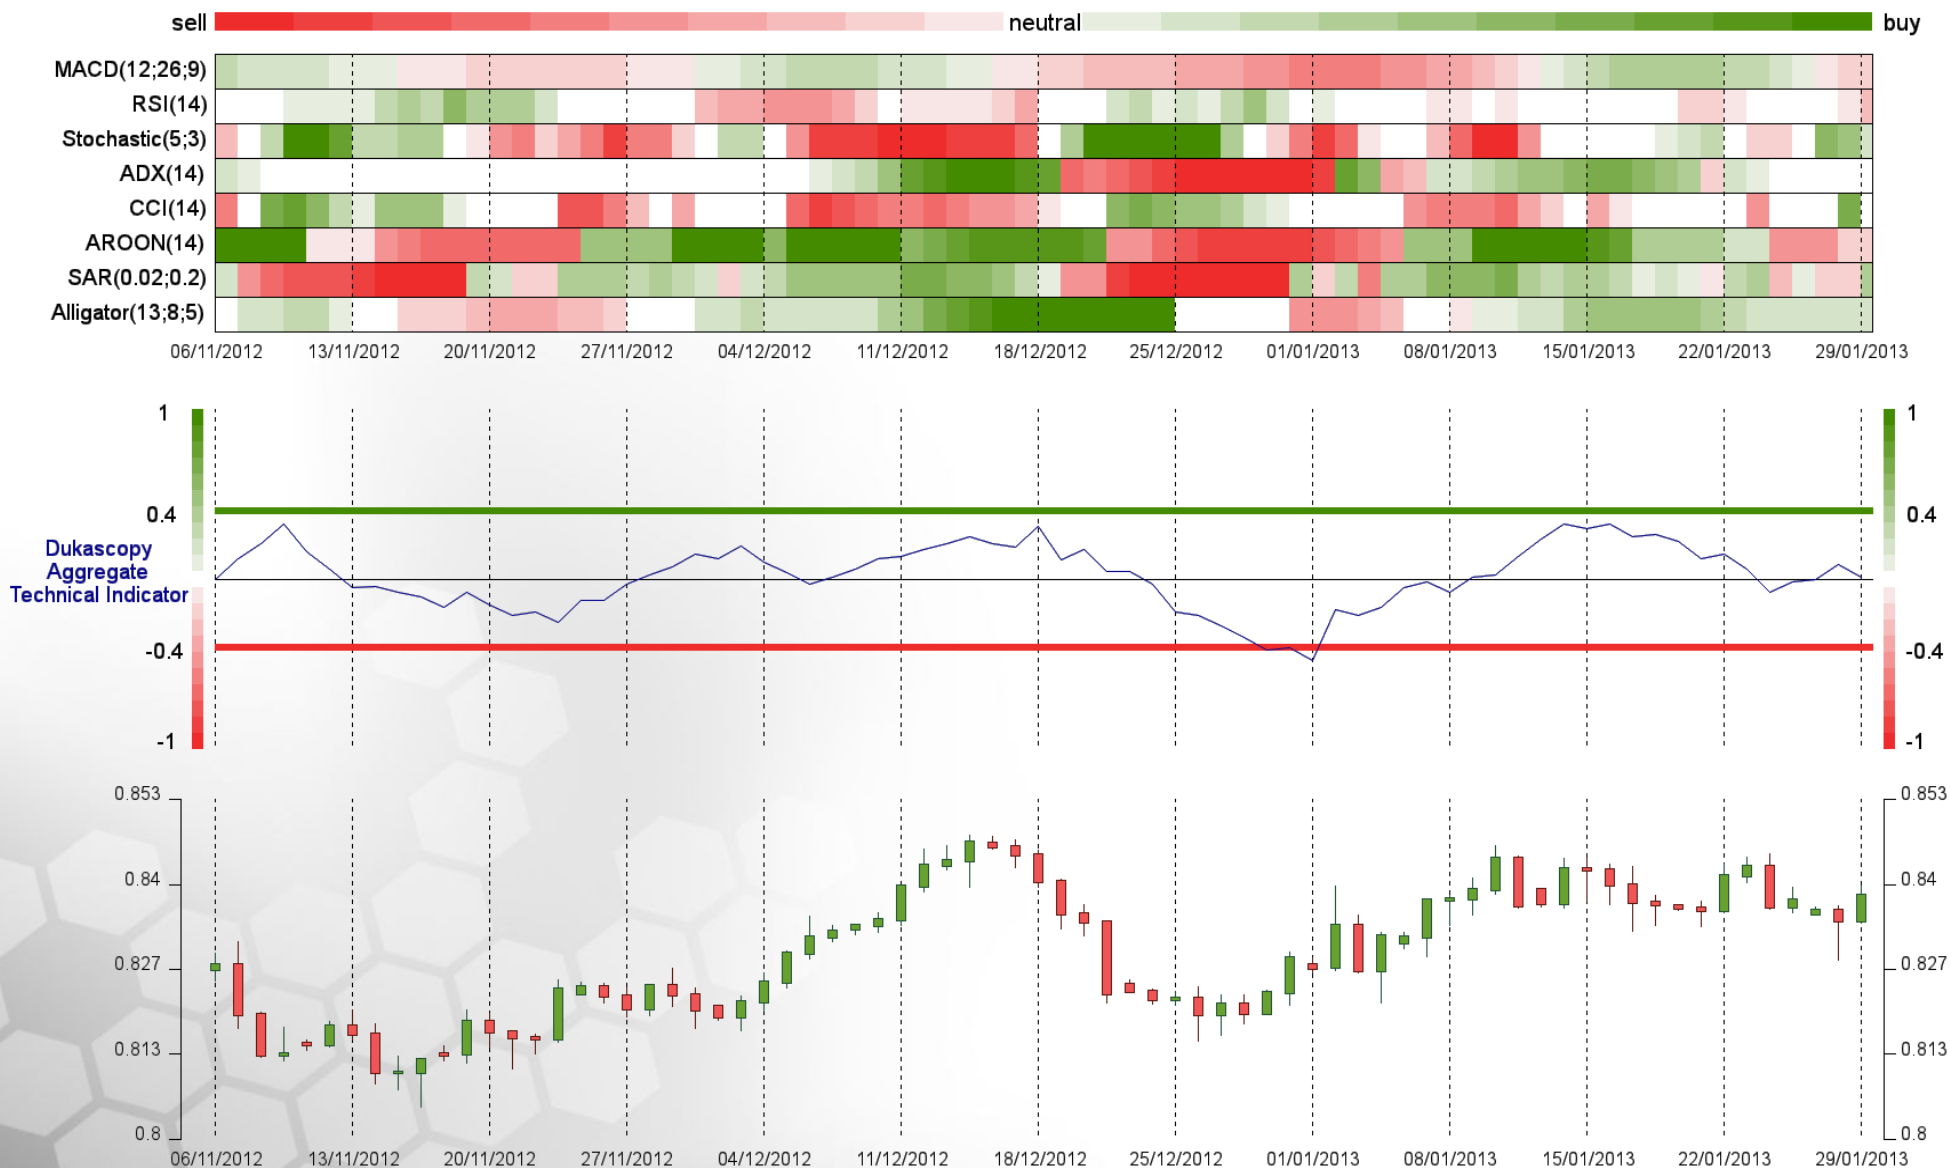 sell neutral buy
MACD(12;26;9)
RSI(14)
Stochastic(5;3)
ADX(14)
CCI(14)
AROON(14)
SAR(0.02;0.2)
Alligator(13;8;5)
06/11/2012 13/11/2012 20/11/2012 27/11/2012 04/12/2012 11/12/2012 18/12/2012 25/12/2012 01/01/2013 08/01/2013 15/01/2013 22/01/2013 29/01/2013
1 1
0.4 0.4
Dukascopy
Aggregate
Technical Indicator
-0.4 -0.4
-1 -1
0.853 0.853
0.84 0.84
0.827 0.827
0.813 0.813
0.8 0.8
06/11/2012 13/11/2012 20/11/2012 27/11/2012 04/12/2012 11/12/2012 18/12/2012 25/12/2012 01/01/2013 08/01/2013 15/01/2013 22/01/2013 29/01/2013